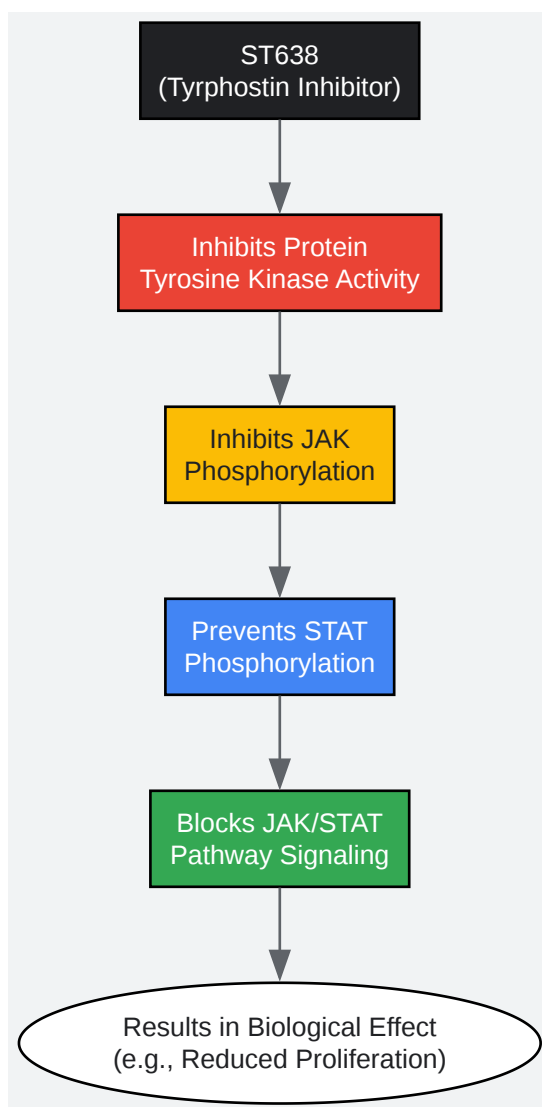 ST638
(Tyrphostin Inhibitor)
Inhibits Protein
Tyrosine Kinase Activity
Inhibits JAK
Phosphorylation
Prevents STAT
Phosphorylation
Blocks JAK/STAT
Pathway Signaling
Results in Biological Effect
(e.g., Reduced Proliferation)